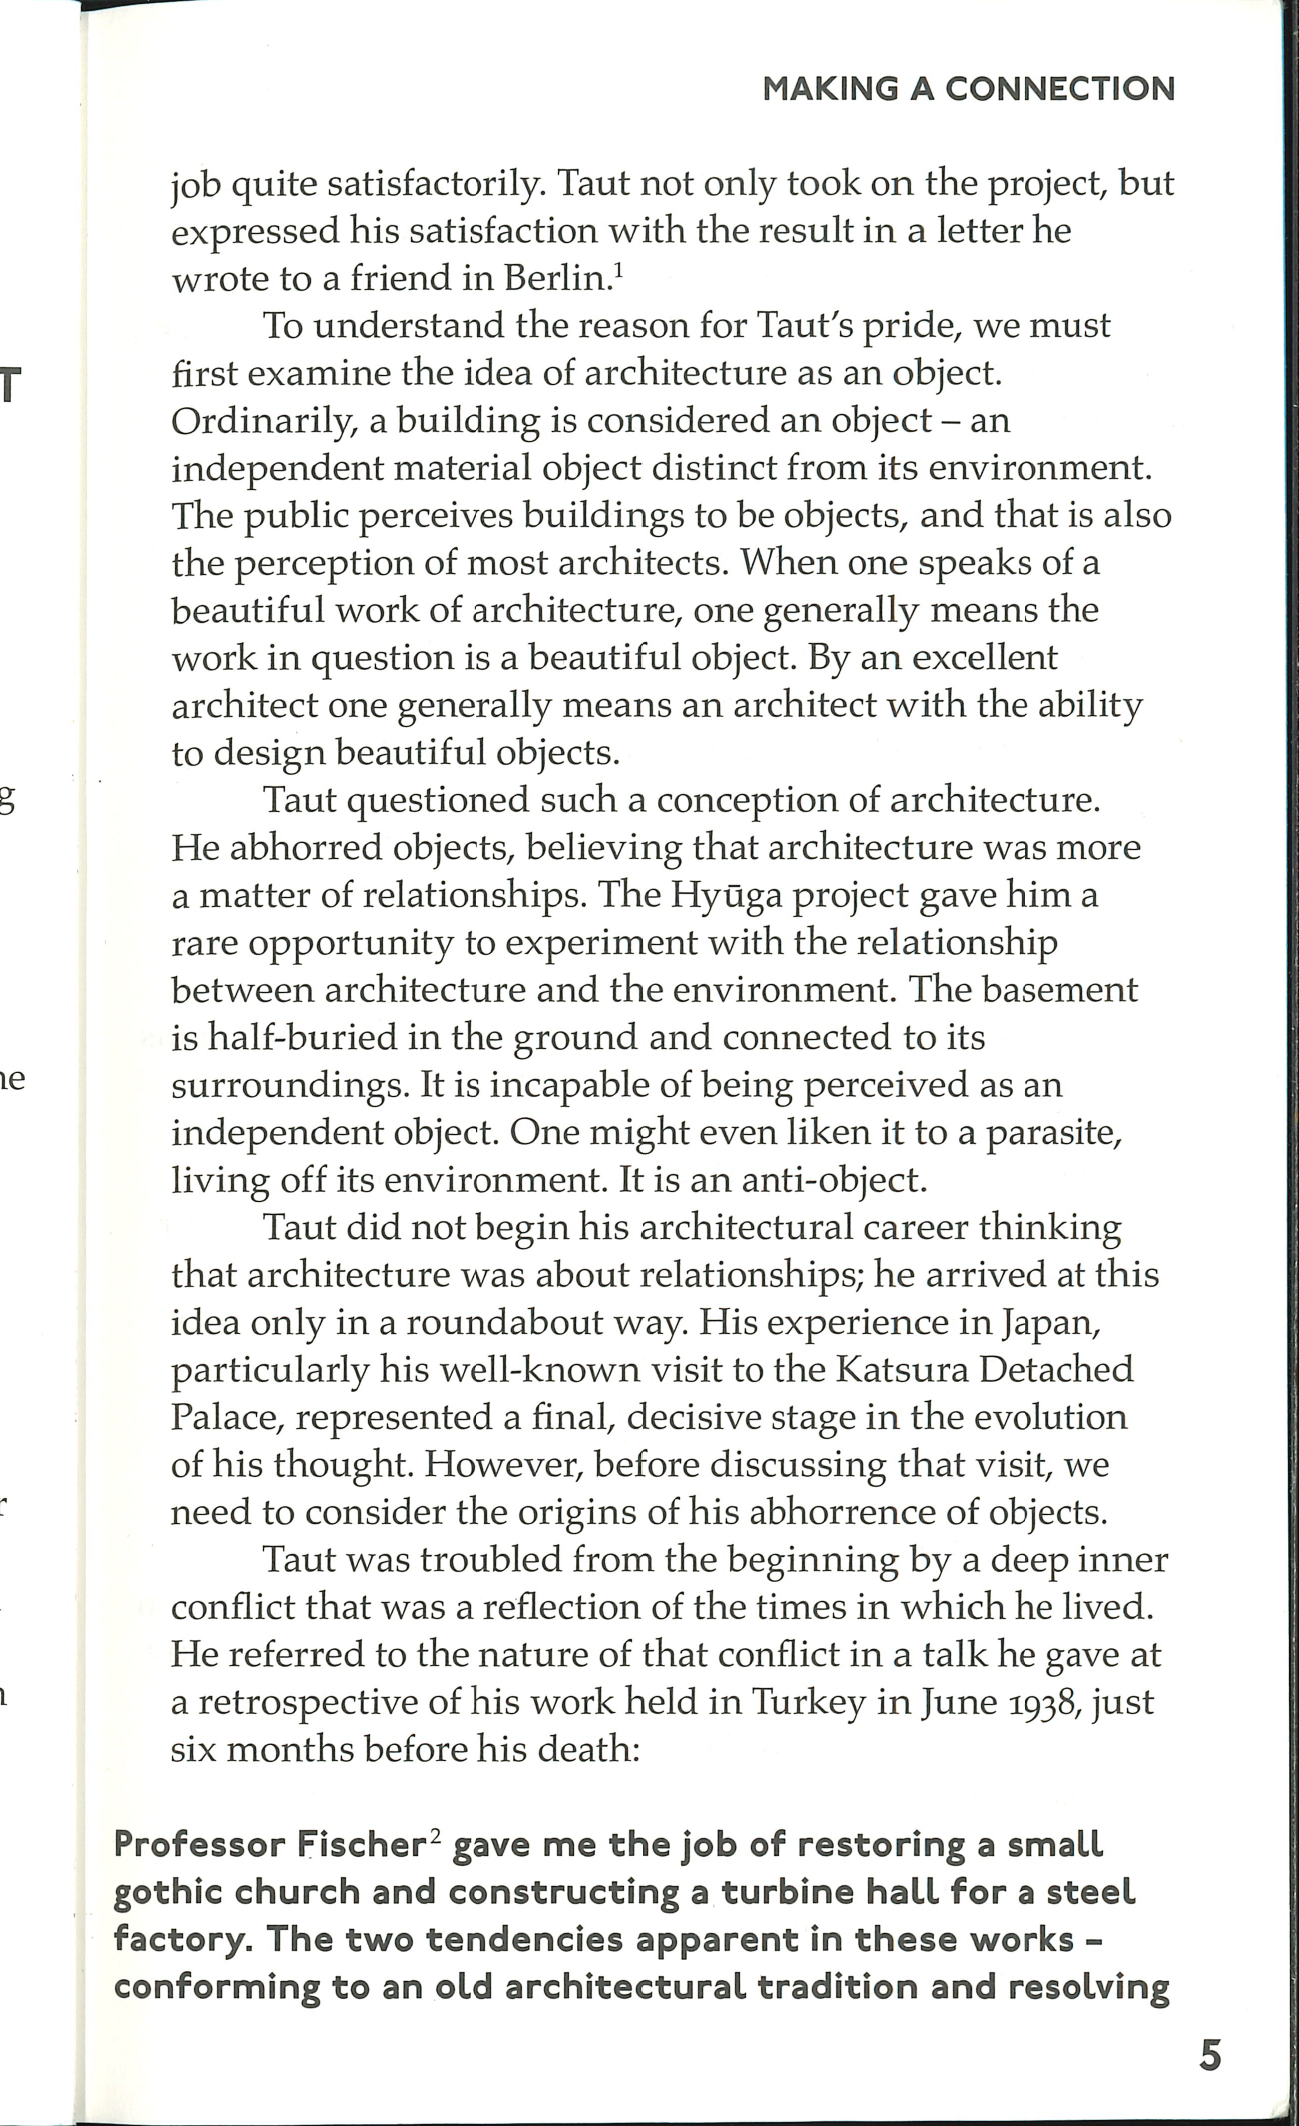 MAKING A CONNECTION
job quite satisfactorily. Taut not only took on the project, but
expressed his satisfaction with the result in a letter he
wrote to a friend in Berlin.¹
To understand the reason for Taut's pride, we must
first examine the idea of architecture as an object.
Ordinarily, a building is considered an object – an
independent material object distinct from its environment.
The public perceives buildings to be objects, and that is also
the perception of most architects. When one speaks of a
beautiful work of architecture, one generally means the
work in question is a beautiful object. By an excellent
architect one generally means an architect with the ability
to design beautiful objects.
Taut questioned such a conception of architecture.
He abhorred objects, believing that architecture was more
a matter of relationships. The Hyūga project gave him a
rare opportunity to experiment with the relationship
between architecture and the environment. The basement
is half-buried in the ground and connected to its
surroundings. It is incapable of being perceived as an
independent object. One might even liken it to a parasite,
living off its environment. It is an anti-object.
Taut did not begin his architectural career thinking
that architecture was about relationships; he arrived at this
idea only in a roundabout way. His experience in Japan,
particularly his well-known visit to the Katsura Detached
Palace, represented a final, decisive stage in the evolution
of his thought. However, before discussing that visit, we
need to consider the origins of his abhorrence of objects.
Taut was troubled from the beginning by a deep inner
conflict that was a reflection of the times in which he lived.
He referred to the nature of that conflict in a talk he gave at
a retrospective of his work held in Turkey in June 1938, just
six months before his death:
Professor Fischer² gave me the job of restoring a small
gothic church and constructing a turbine hall for a steel
factory. The two tendencies apparent in these works –
conforming to an old architectural tradition and resolving
5